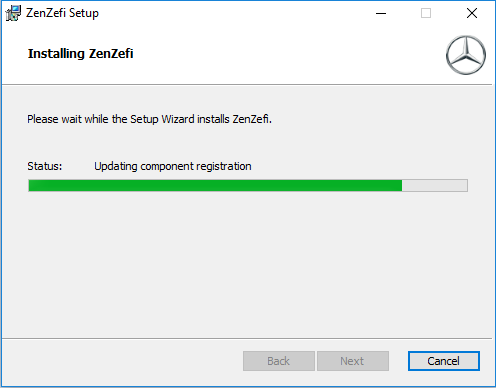 ZenZefi Setup
Installing ZenZefi
Please wait while the Setup Wizard installs ZenZefi.
Status: Updating component registration
Back Next Cancel